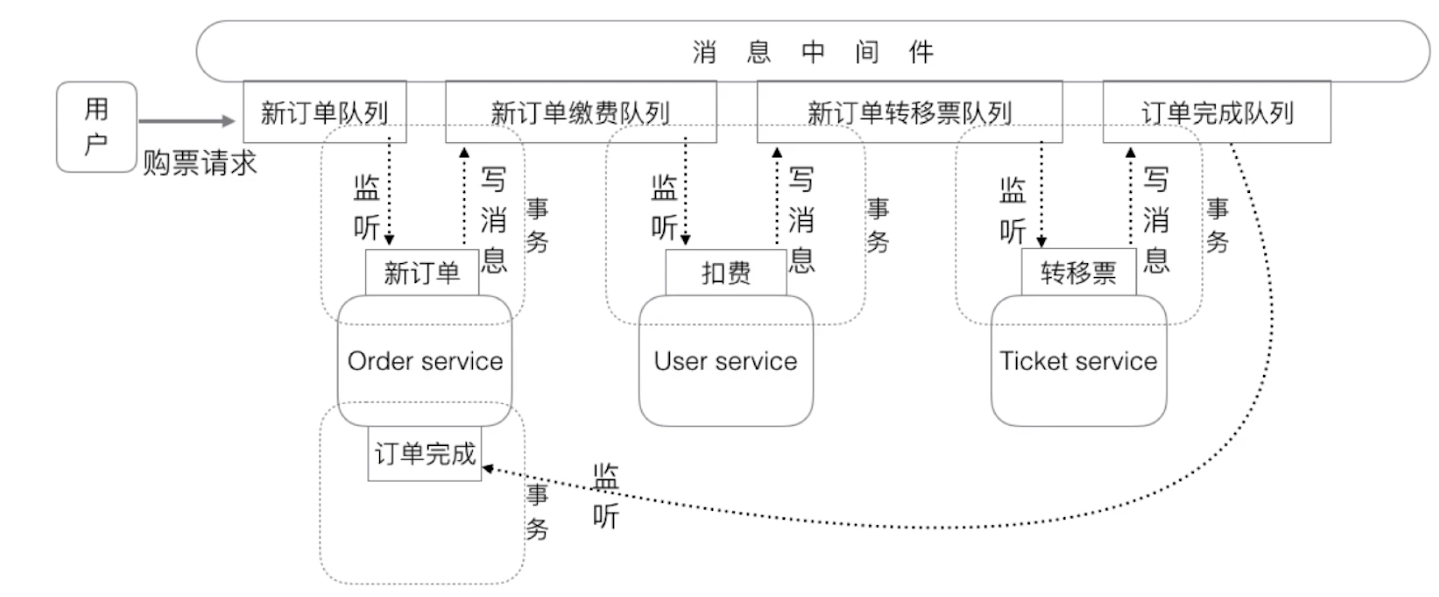 消息中间件
用户
购票请求
新订单队列
新订单缴费队列
新订单转移票队列
订单完成队列
监听
写消息
事务
监听
写消息
事务
监听
写消息
事务
新订单
扣费
转移票
Order service
User service
Ticket service
订单完成
事务
监听